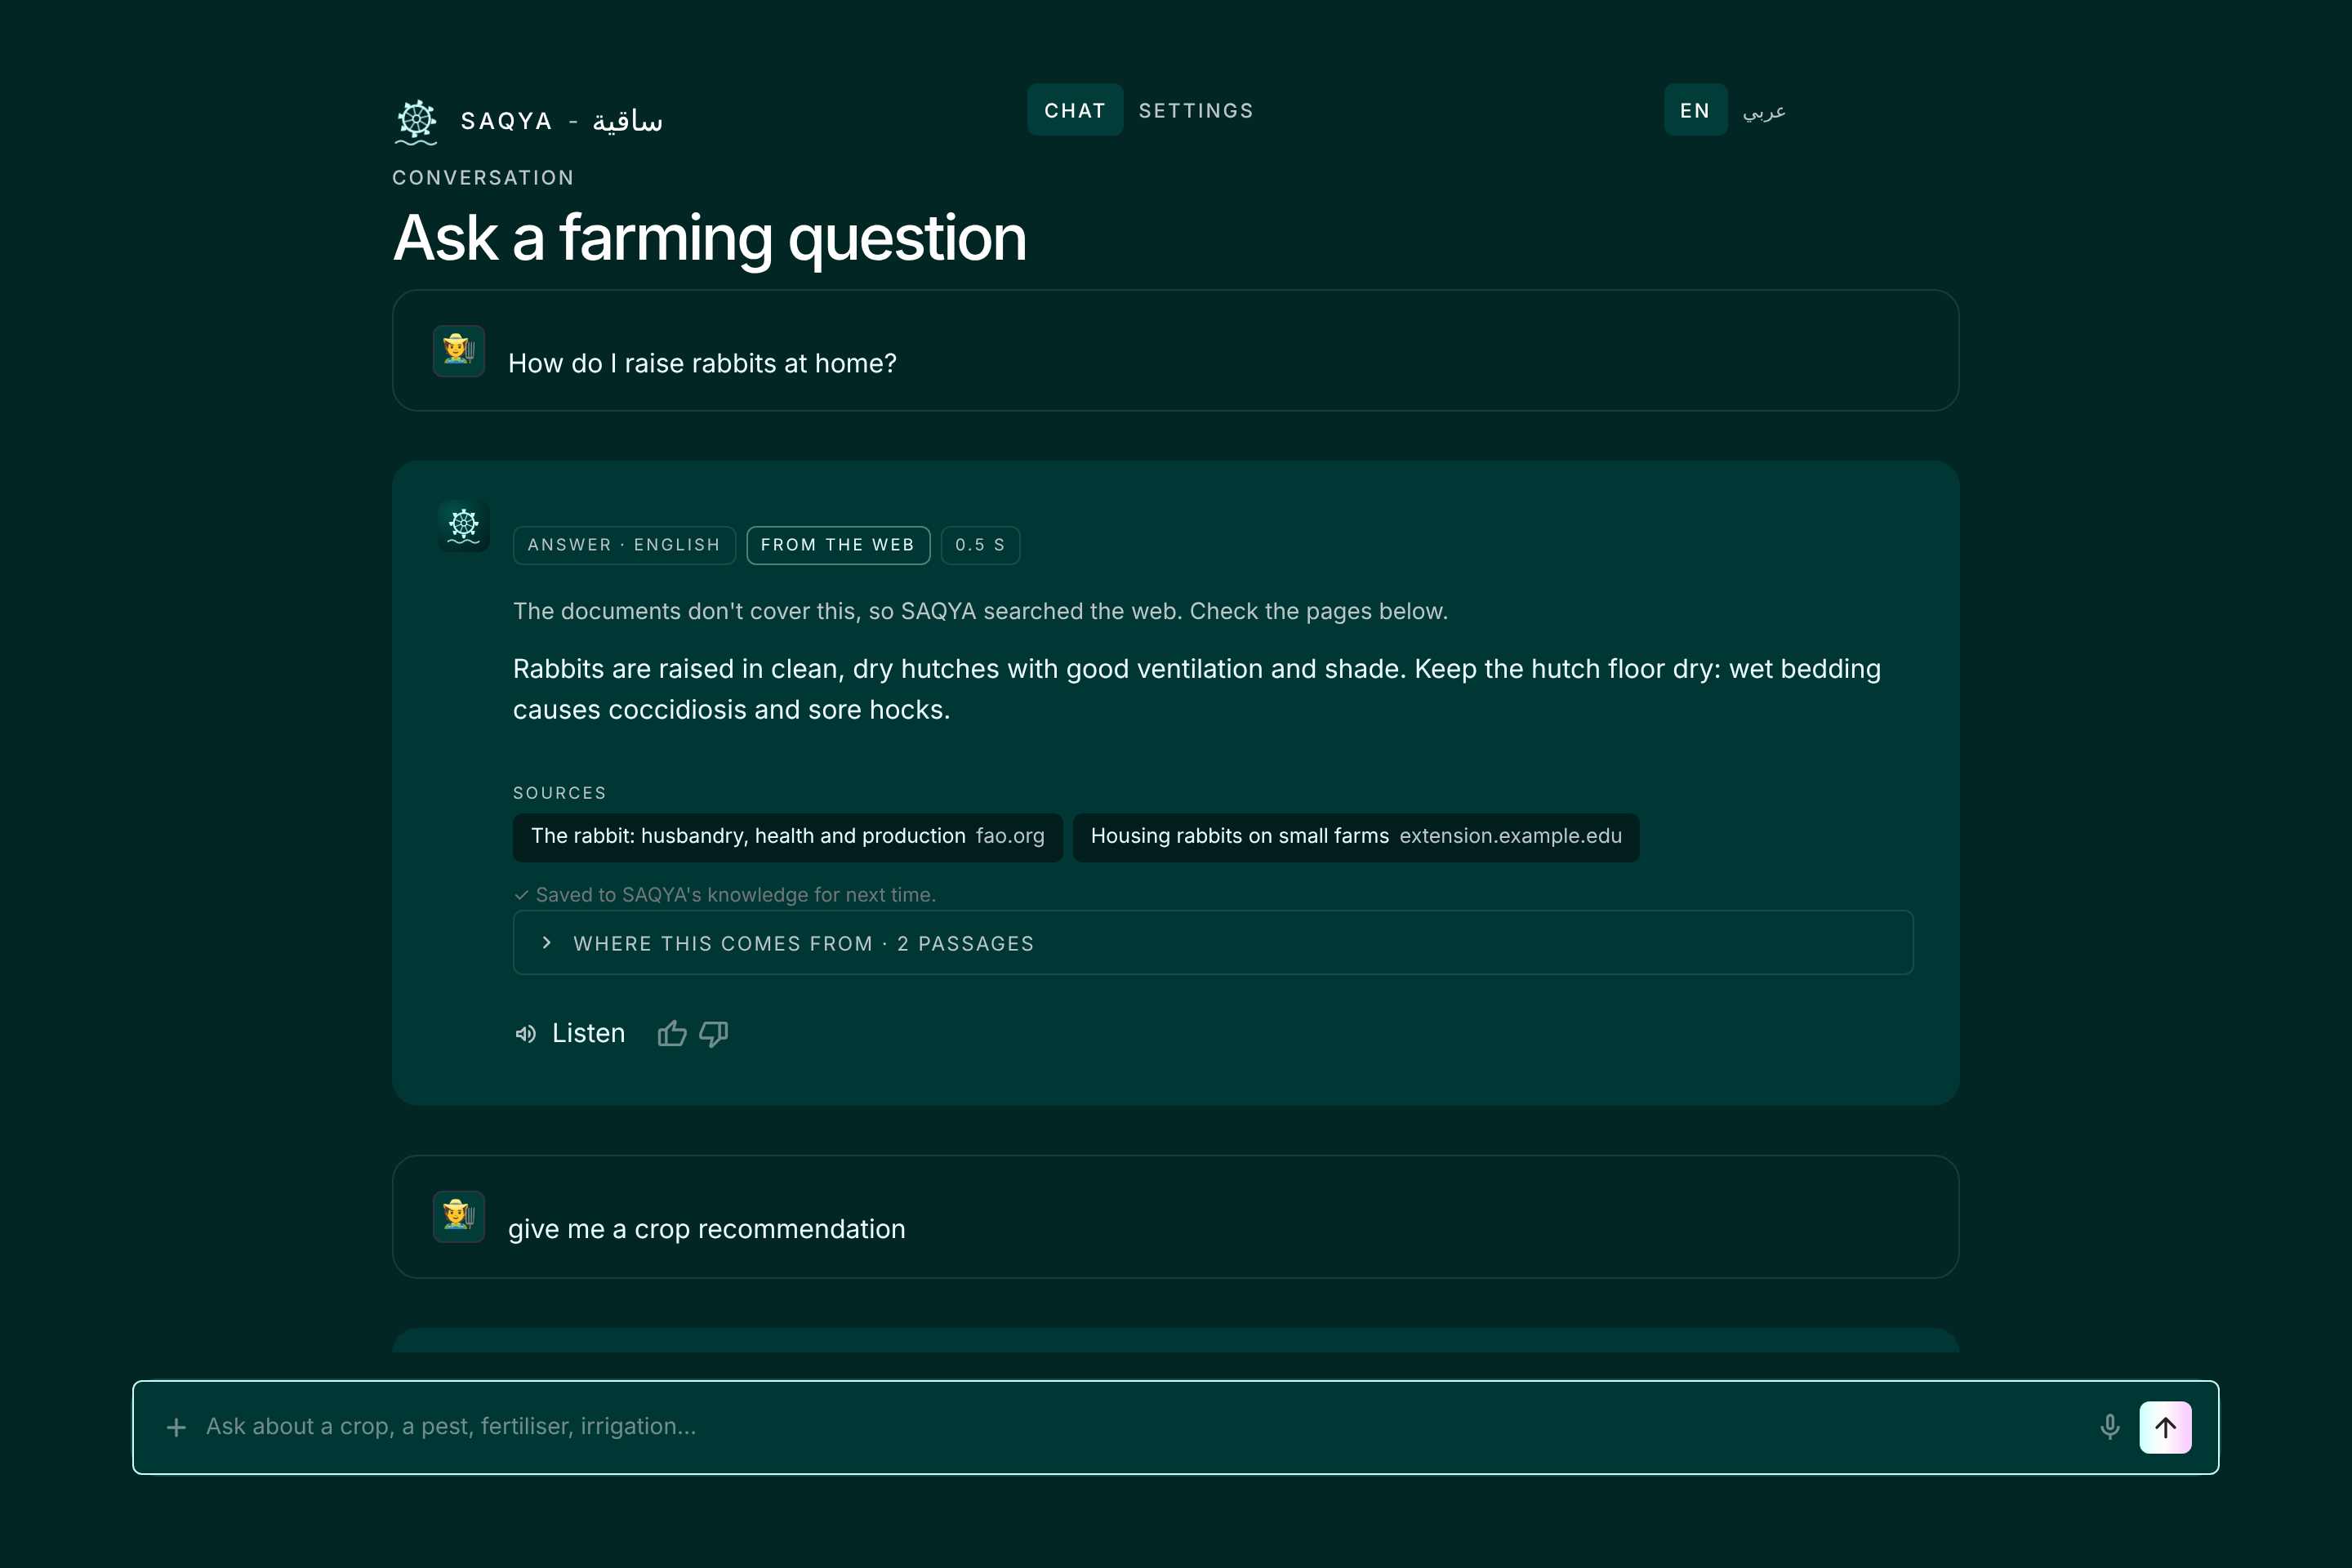 SAQYA - ساقية
CHAT SETTINGS
EN عربي
CONVERSATION
Ask a farming question
How do I raise rabbits at home?
ANSWER · ENGLISH FROM THE WEB 0.5 S
The documents don't cover this, so SAQYA searched the web. Check the pages below.
Rabbits are raised in clean, dry hutches with good ventilation and shade. Keep the hutch floor dry: wet bedding
causes coccidiosis and sore hocks.
SOURCES
The rabbit: husbandry, health and production fao.org Housing rabbits on small farms extension.example.edu
✓ Saved to SAQYA's knowledge for next time.
WHERE THIS COMES FROM · 2 PASSAGES
Listen
give me a crop recommendation
Ask about a crop, a pest, fertiliser, irrigation...